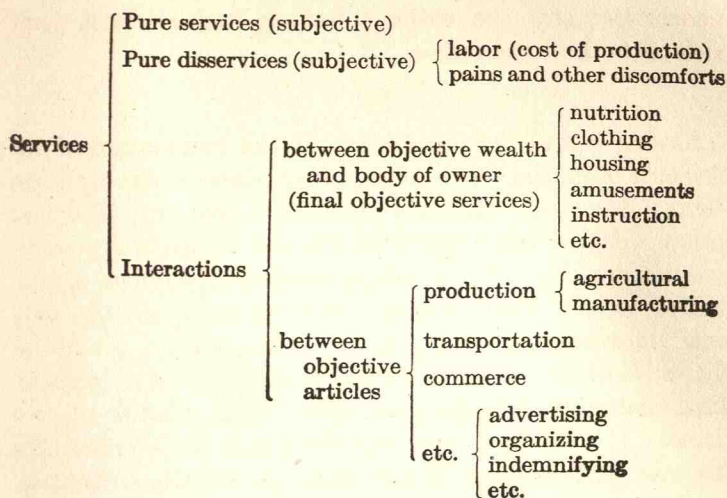 Pure services (subjective)
Pure disservices (subjective)
labor (cost of production)
pains and other discomforts
Services
between objective wealth
and body of owner
(final objective services)
nutrition
clothing
housing
amusements
instruction
etc.
Interactions
between
objective
articles
production
agricultural
manufacturing
transportation
commerce
etc.
advertising
organizing
indemnifying
etc.